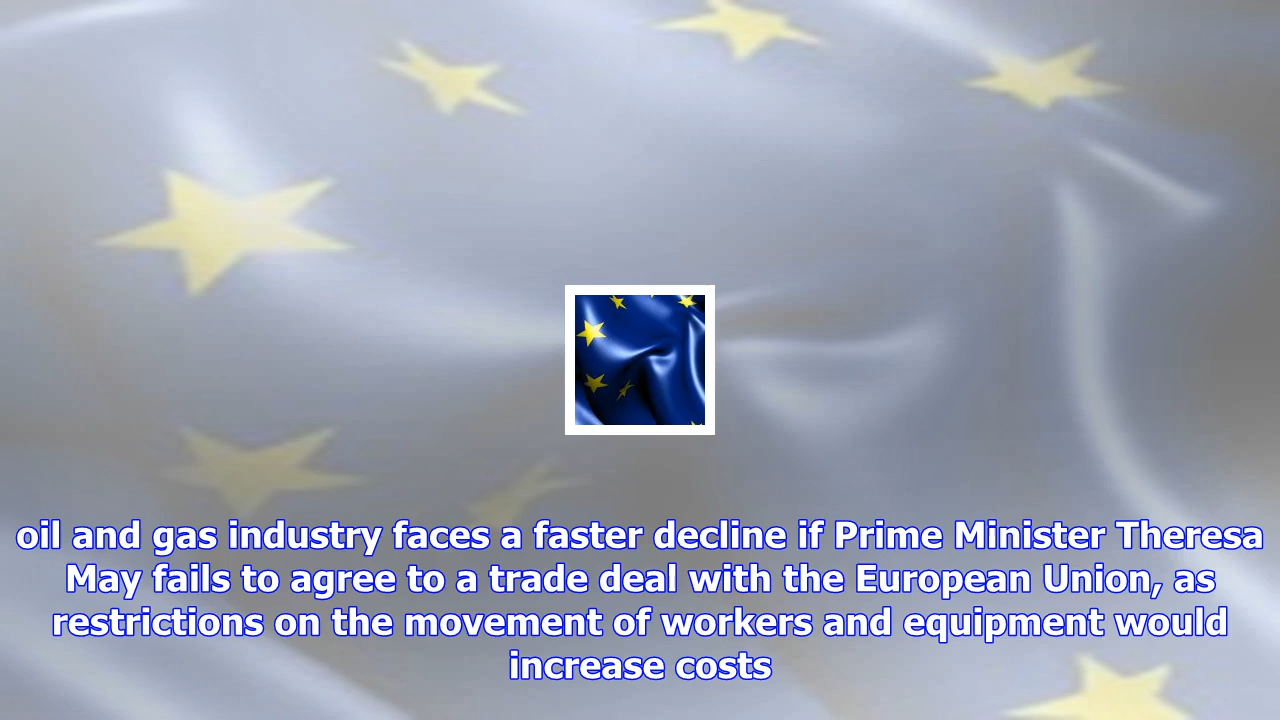 oil and gas industry faces a faster decline if Prime Minister Theresa
May fails to agree to a trade deal with the European Union, as
restrictions on the movement of workers and equipment would
increase costs